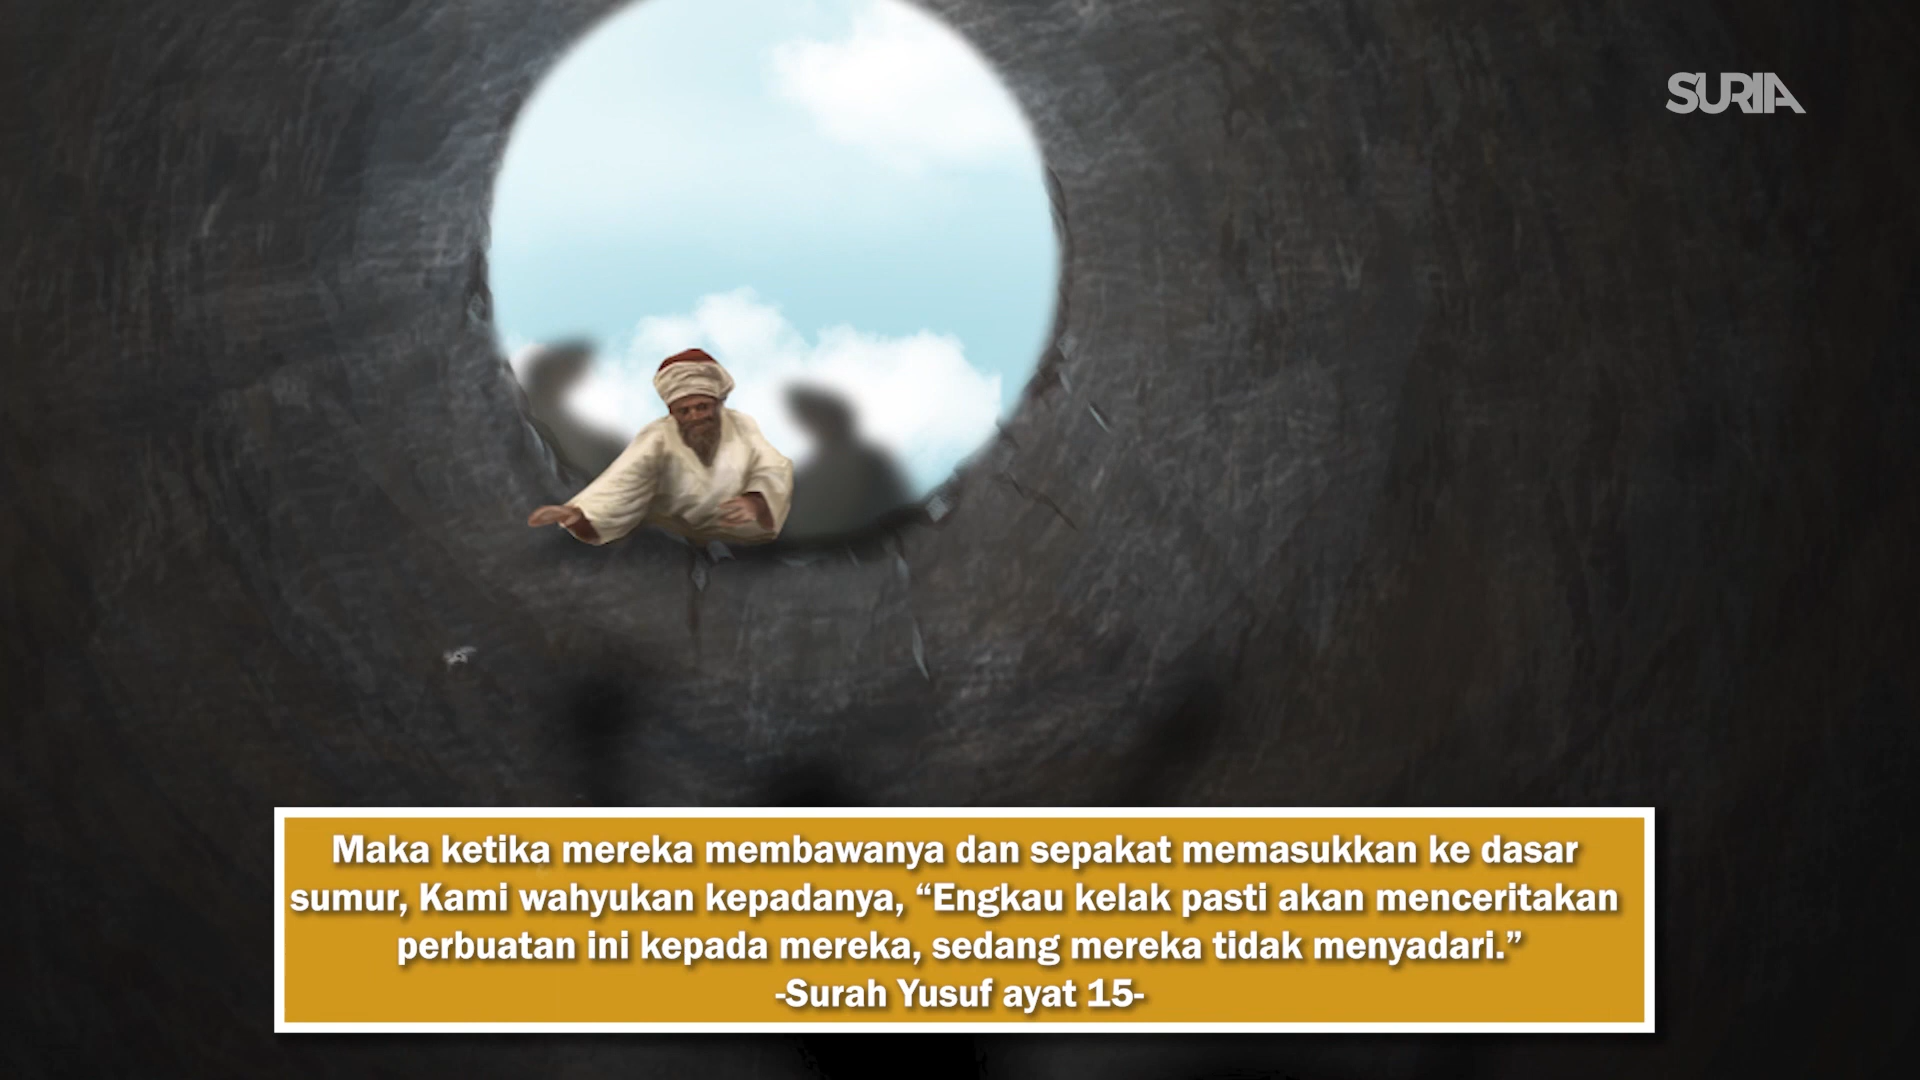 SURIA
Maka ketika mereka membawanya dan sepakat memasukkan ke dasar
sumur, Kami wahyukan kepadanya, “Engkau kelak pasti akan menceritakan
perbuatan ini kepada mereka, sedang mereka tidak menyadari.”
-Surah Yusuf ayat 15-